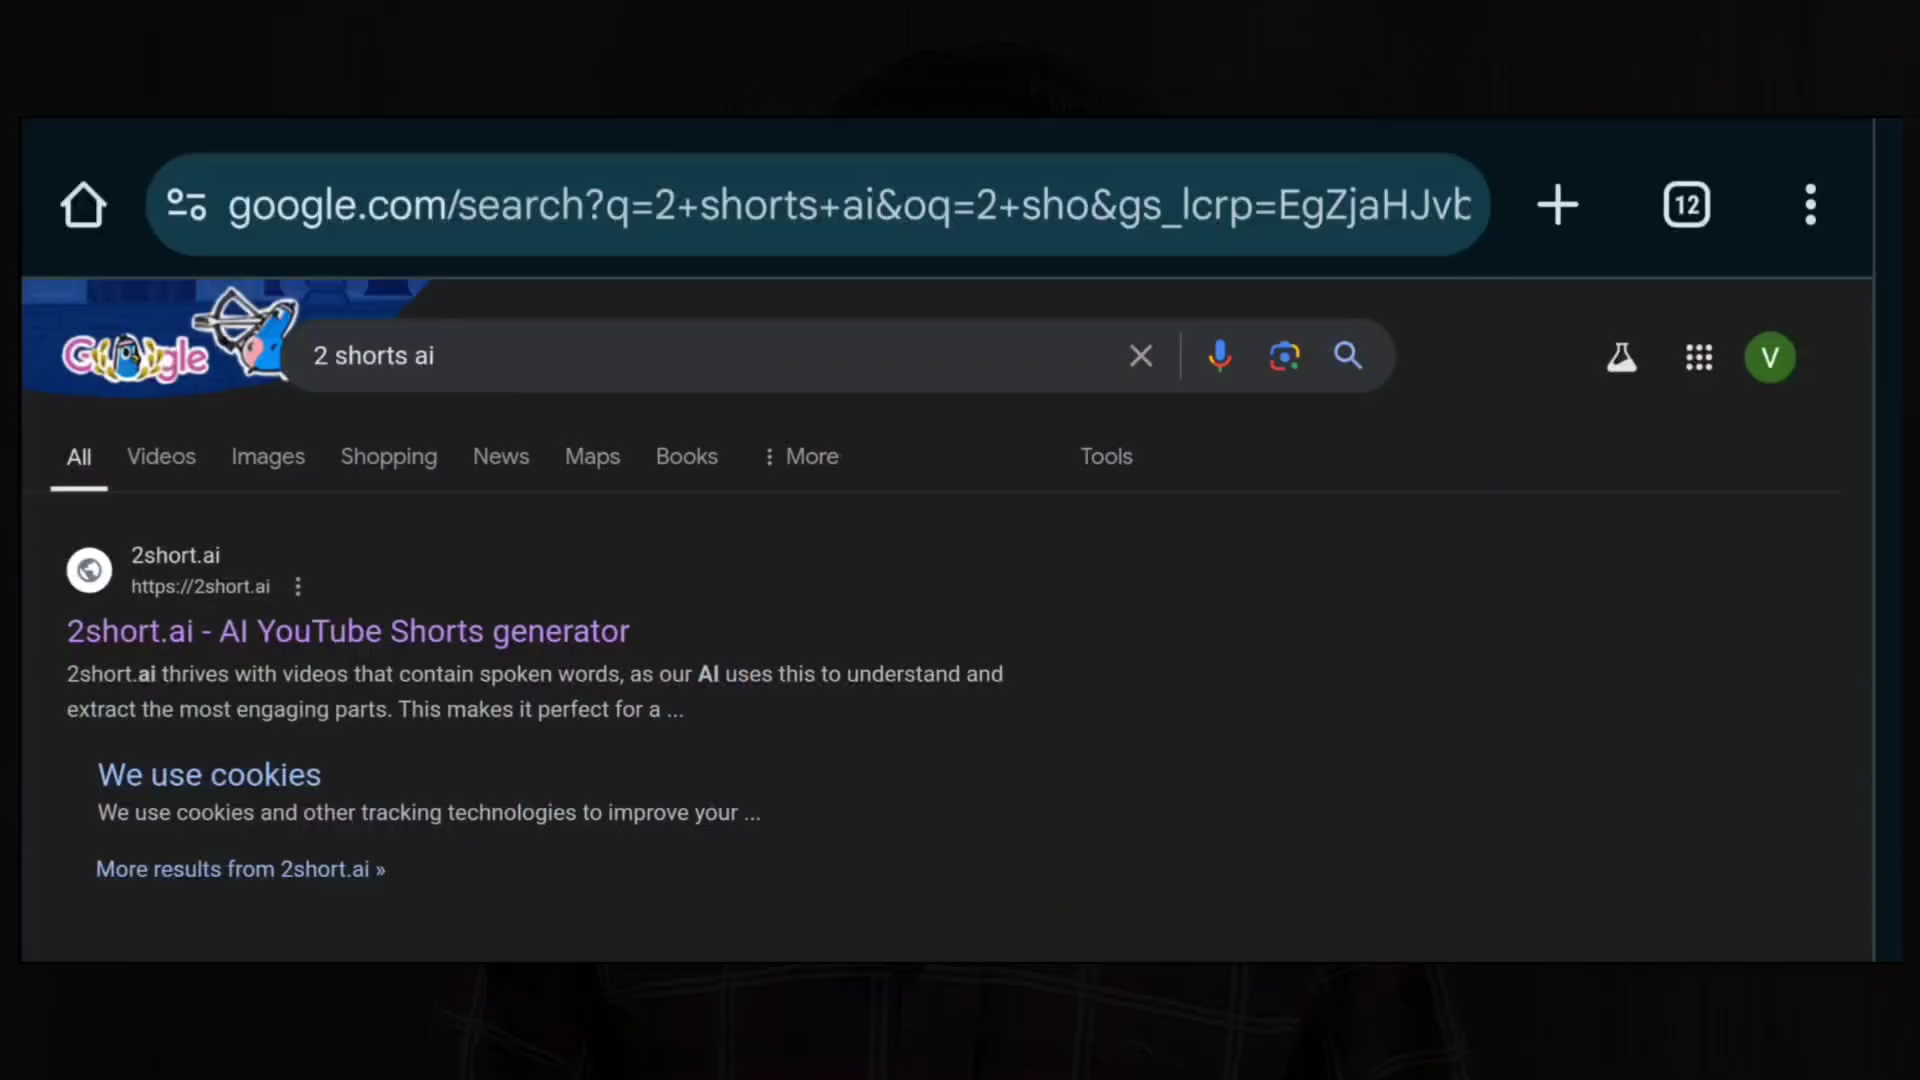 google.com/search?q=2+shorts+ai&oq=2+sho&gs_lcrp=EgZjaHJvb
12
Google
2 shorts ai
V
All Videos Images Shopping News Maps Books More Tools
2short.ai
https://2short.ai
2short.ai - AI YouTube Shorts generator
2short.ai thrives with videos that contain spoken words, as our AI uses this to understand and
extract the most engaging parts. This makes it perfect for a ...
We use cookies
We use cookies and other tracking technologies to improve your ...
More results from 2short.ai »